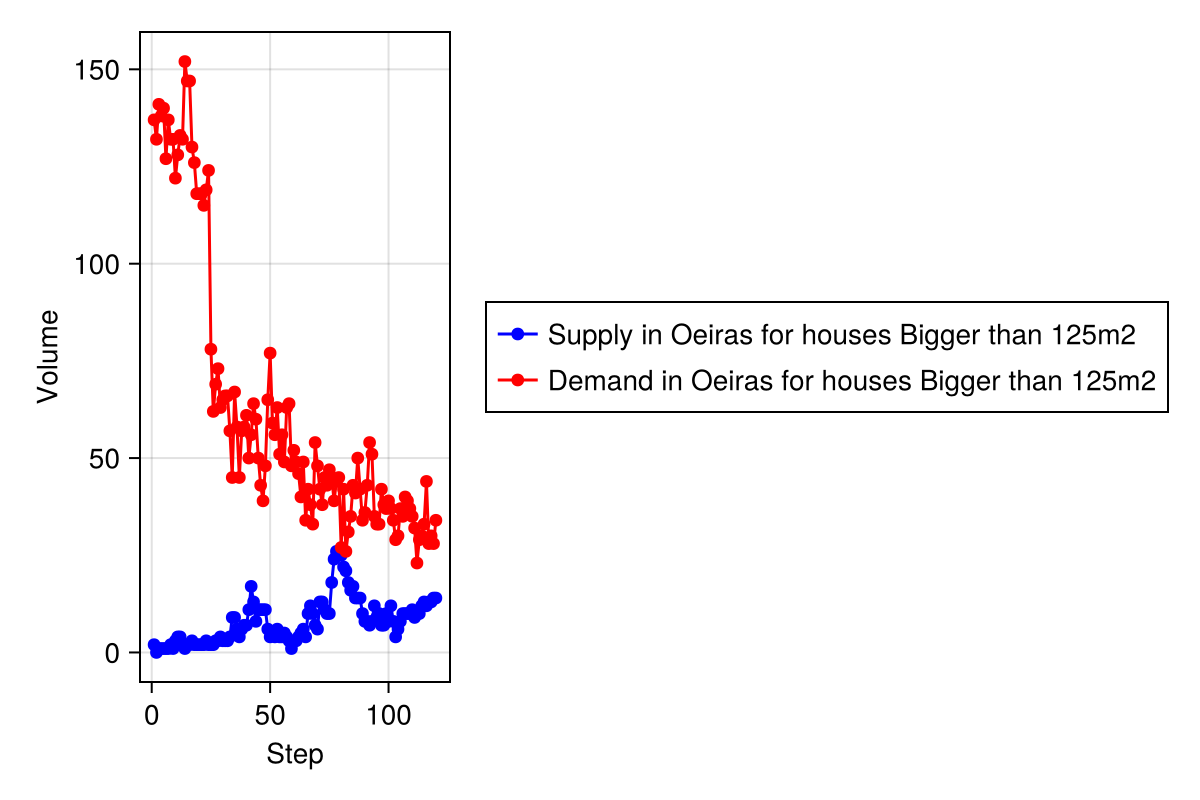 150
100
50
0
Volume
0 50 100
Step
Supply in Oeiras for houses Bigger than 125m2
Demand in Oeiras for houses Bigger than 125m2